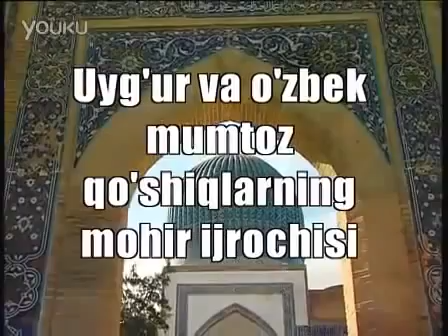 YOUKU
Uyg'ur va o'zbek
mumtoz
qo'shiqlarning
mohir ijrochisi